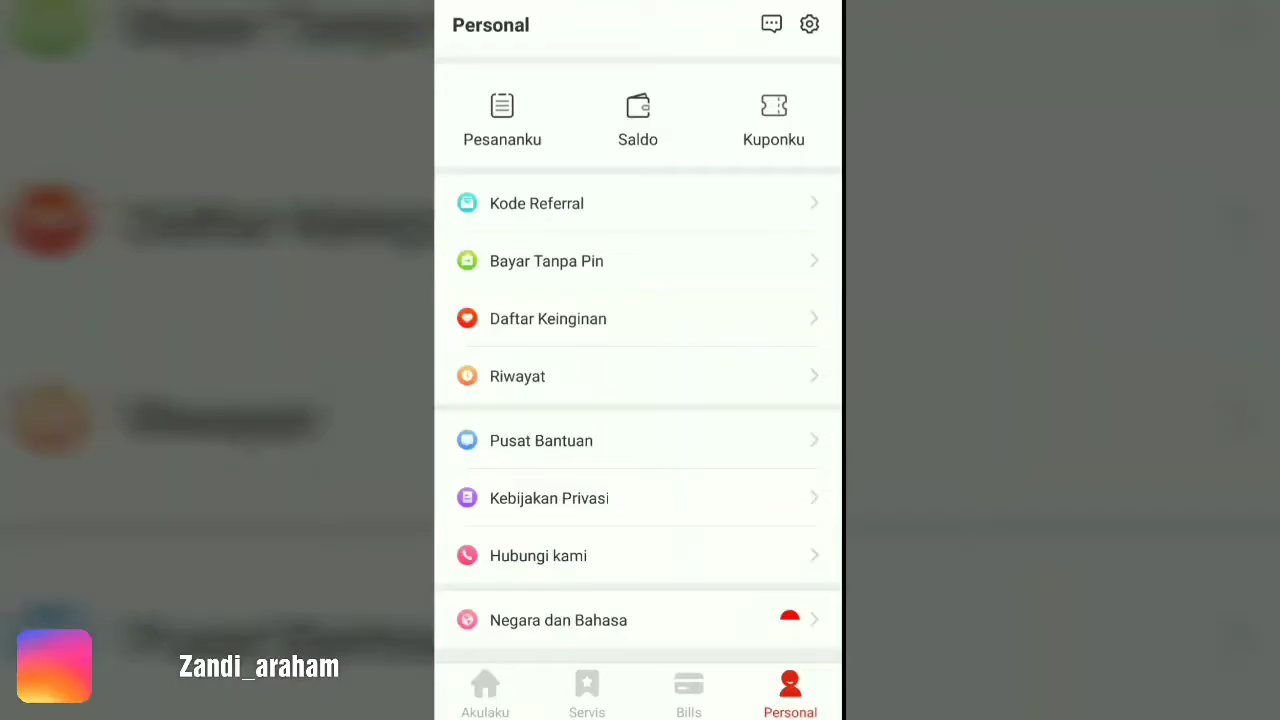 Personal
Pesananku
Saldo
Kuponku
Kode Referral
Bayar Tanpa Pin
Daftar Keinginan
Riwayat
Pusat Bantuan
Kebijakan Privasi
Hubungi kami
Negara dan Bahasa
Akulaku
Servis
Bills
Personal
Zandi_araham